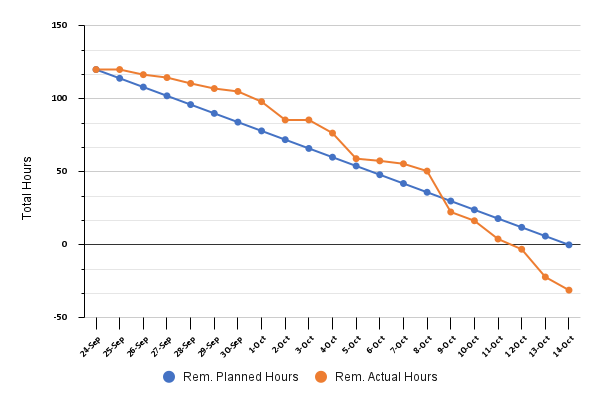 150
100
50
0
-50
Total Hours
24-Sep
25-Sep
26-Sep
27-Sep
28-Sep
29-Sep
30-Sep
1-Oct
2-Oct
3-Oct
4-Oct
5-Oct
6-Oct
7-Oct
8-Oct
9-Oct
10-Oct
11-Oct
12-Oct
13-Oct
14-Oct
Rem. Planned Hours
Rem. Actual Hours